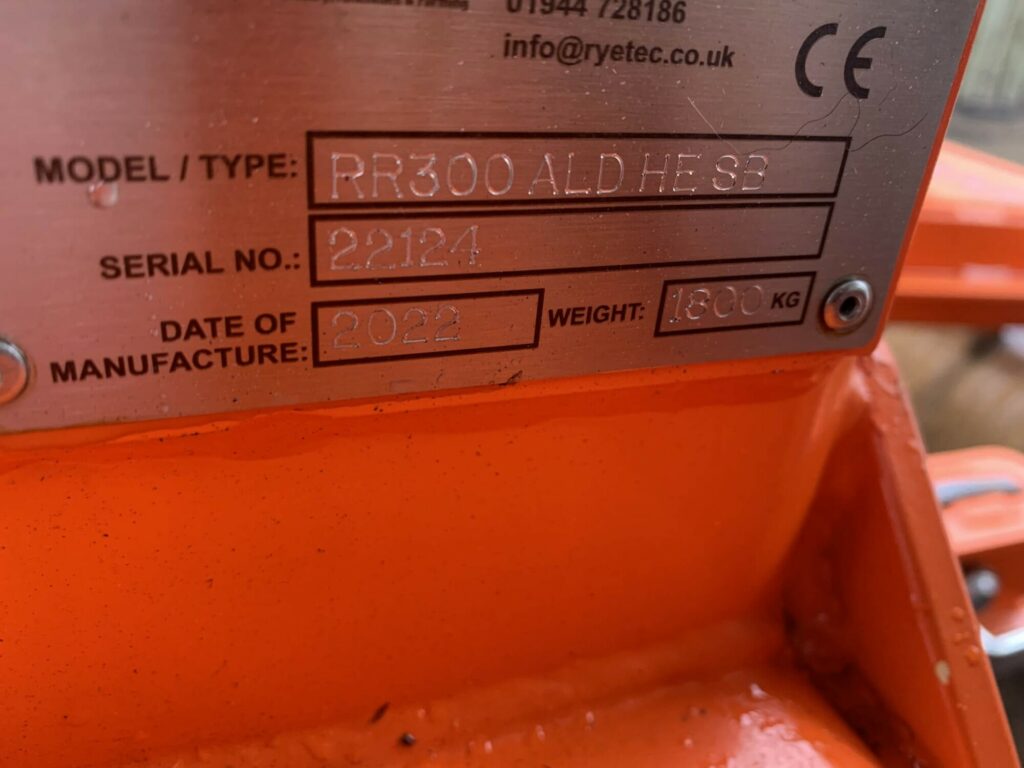 & Farming
01944 728186
info@ryetec.co.uk
CE
MODEL / TYPE: RR300 ALD HE SB
SERIAL NO.: 22124
DATE OF
MANUFACTURE: 2022 WEIGHT: 1800 KG